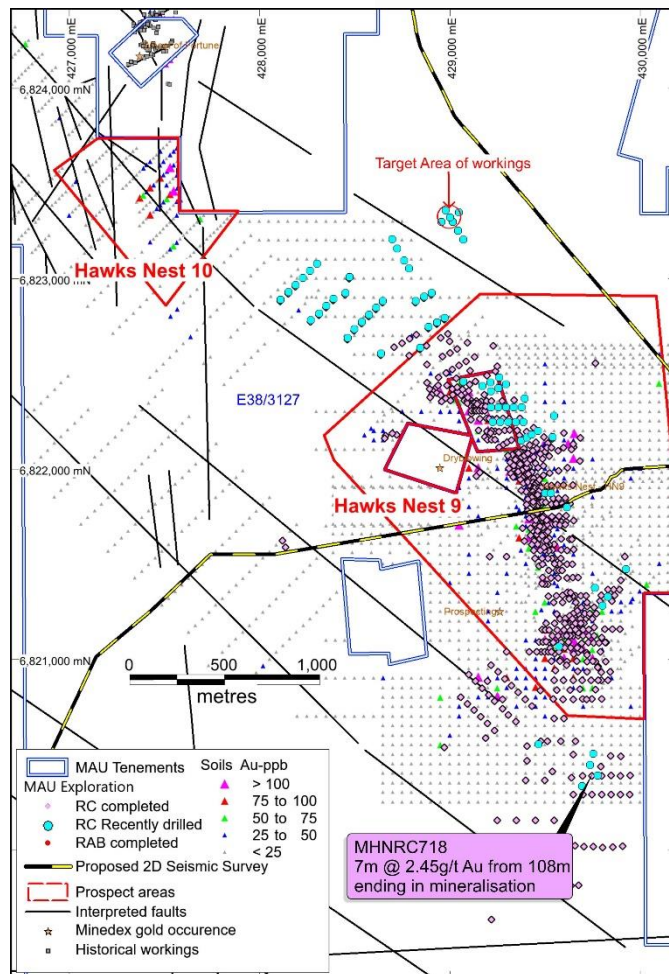 427,000 mE
428,000 mE
429,000 mE
430,000 mE
6,824,000 mN
Target Area of workings
6,823,000 mN
Hawks Nest 10
E38/3127
6,822,000 mN
Hawks Nest 9
Prospecting
6,821,000 mN
0 500 1,000
metres
MAU Tenements
MAU Exploration
RC completed
RC Recently drilled
RAB completed
Proposed 2D Seismic Survey
Prospect areas
Interpreted faults
Minedex gold occurence
Historical workings
Soils Au-ppb
> 100
75 to 100
50 to 75
25 to 50
< 25
MHNRC718
7m @ 2.45g/t Au from 108m
ending in mineralisation